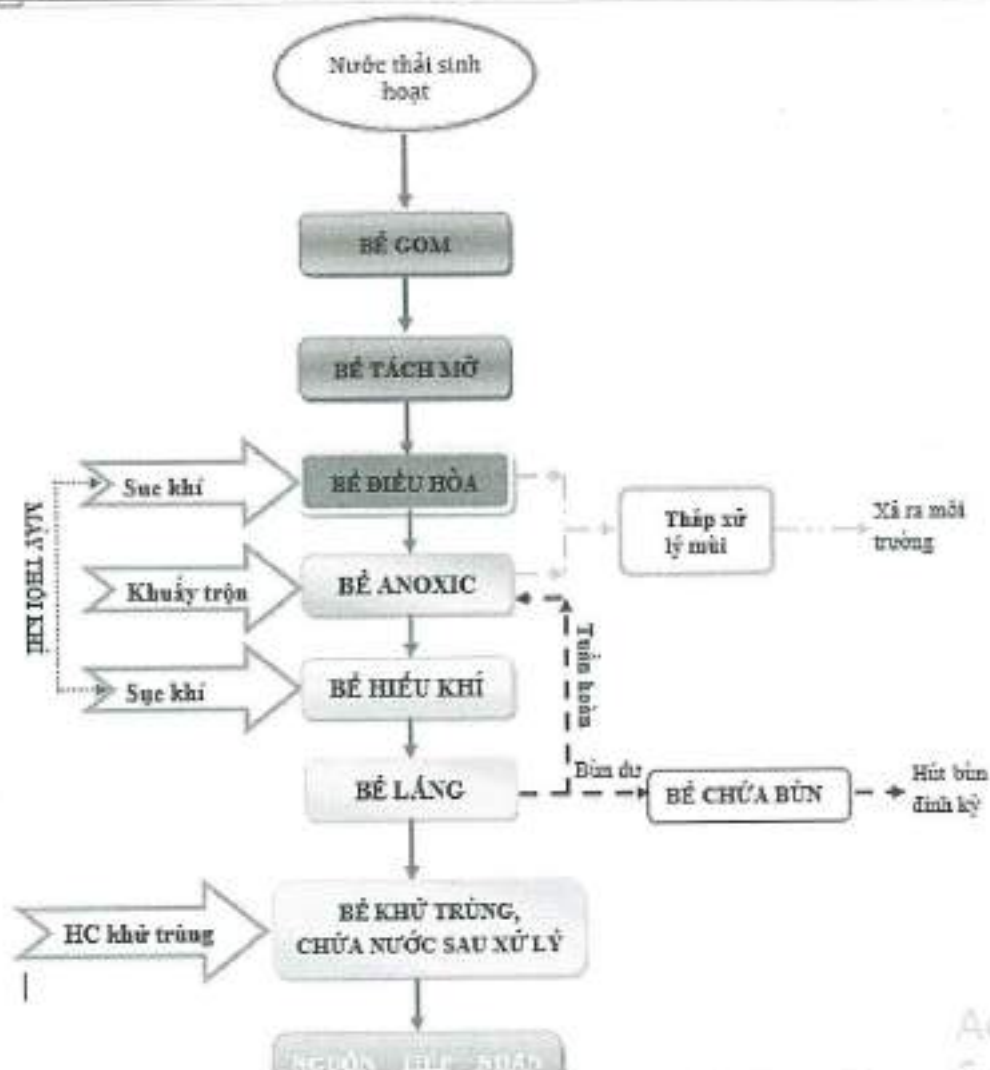 Nước thải sinh
hoạt
BỂ GOM
BỂ TÁCH MỠ
Sục khí
BỂ ĐIỀU HÒA
Tháp xử
lý mùi
Xả ra môi
trường
MÁY THỔI KHÍ
Khuấy trộn
BỂ ANOXIC
Tuần hoàn
Sục khí
BỂ HIẾU KHÍ
BỂ LẮNG
Bùn dư
BỂ CHỨA BÙN
Hút bùn
định kỳ
HC khử trùng
BỂ KHỬ TRÙNG,
CHỨA NƯỚC SAU XỬ LÝ
NGUỒN TIẾP NHẬN